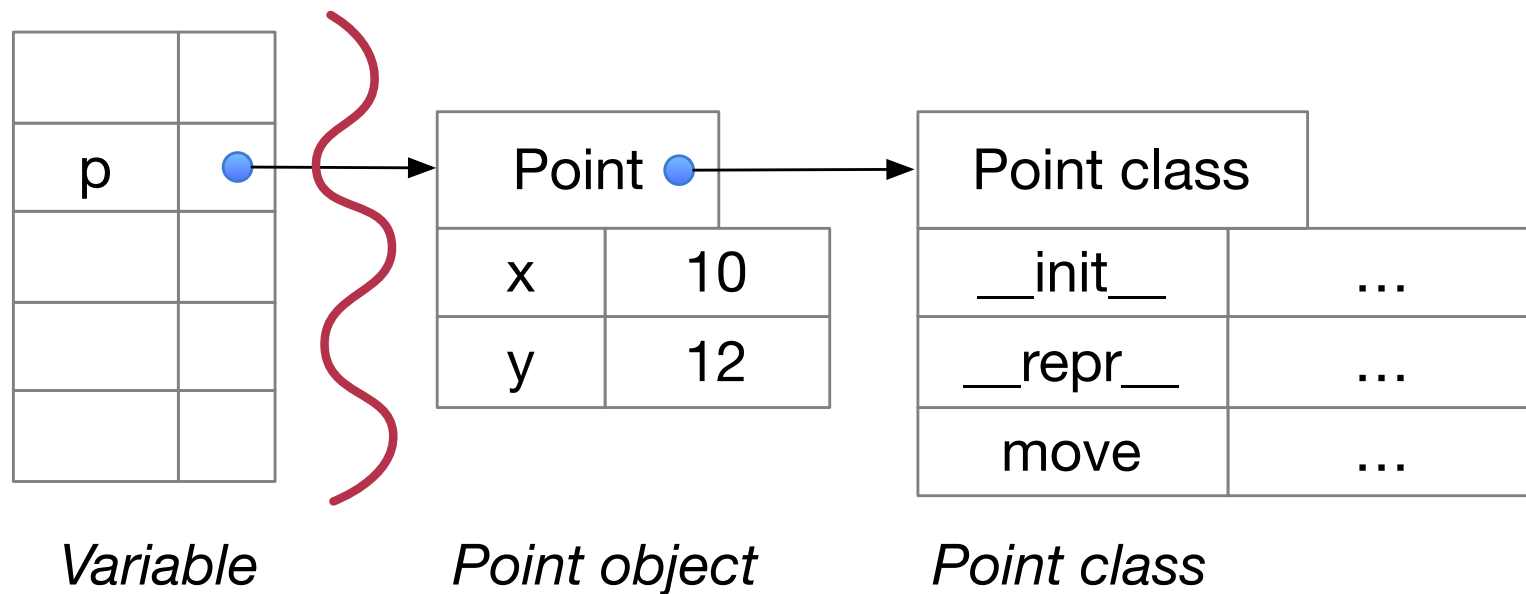 p
Point
x 10
y 12
Point class
__init__ ...
__repr__ ...
move ...
Variable
Point object
Point class